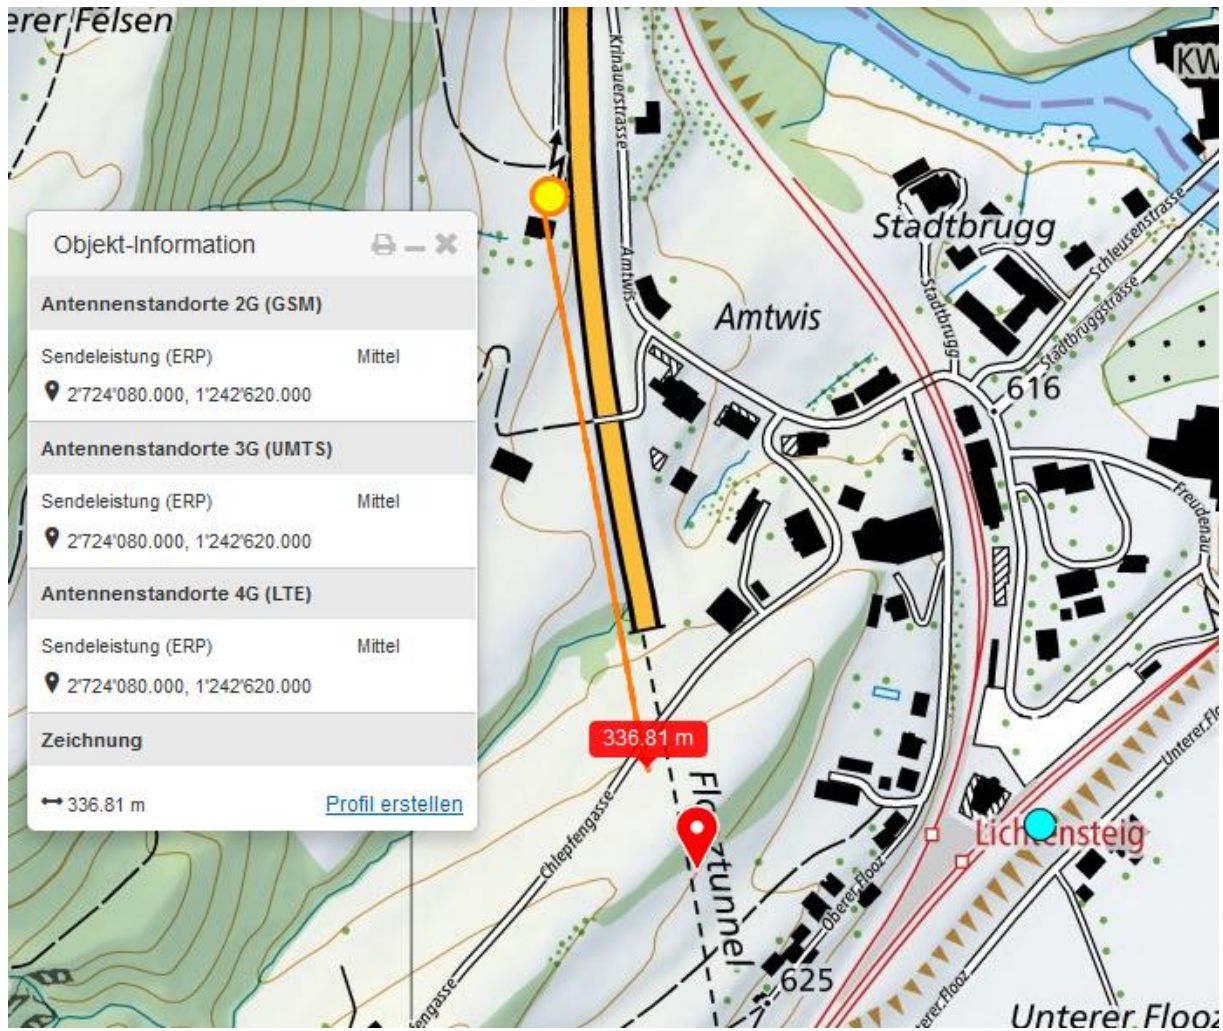 erer Felsen
KW
Krinauerstrasse
Stadtbrugg
Schleusenstrasse
Objekt-Information
Antennenstandorte 2G (GSM)
Amtwis
Amtwis
Stadtbrugg
Stadtbruggstrasse
Sendeleistung (ERP) Mittel
2'724'080.000, 1'242'620.000
616
Antennenstandorte 3G (UMTS)
Sendeleistung (ERP) Mittel
2'724'080.000, 1'242'620.000
Freudenau
Antennenstandorte 4G (LTE)
Sendeleistung (ERP) Mittel
2'724'080.000, 1'242'620.000
Zeichnung
336.81 m
Unterer Flo
336.81 m Profil erstellen
Chlepfengasse
Lichtensteig
Oberer Flooz
625
engasse
erer Flooz
Unterer Flooz